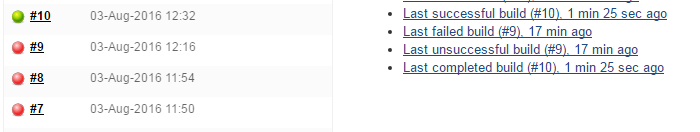 #10 03-Aug-2016 12:32
#9 03-Aug-2016 12:16
#8 03-Aug-2016 11:54
#7 03-Aug-2016 11:50
Last successful build (#10), 1 min 25 sec ago
Last failed build (#9), 17 min ago
Last unsuccessful build (#9), 17 min ago
Last completed build (#10), 1 min 25 sec ago